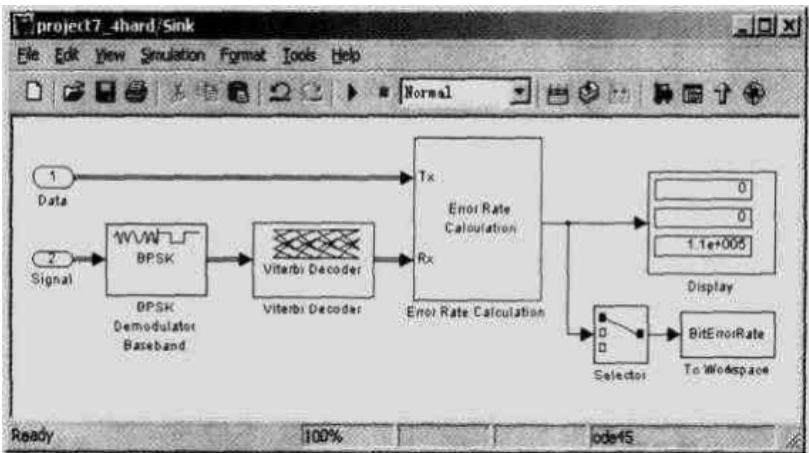 project7_4hard/Sink
File Edit View Simulation Format Tools Help
Normal
1
Data
2
Signal
BPSK
BPSK
Demodulator
Baseband
Viterbi Decoder
Viterbi Decoder
Tx
Rx
Error Rate
Calculation
Error Rate Calculation
0
0
1.1e+006
Display
Selector
BitErrorRate
To Workspace
Ready
100%
ode45